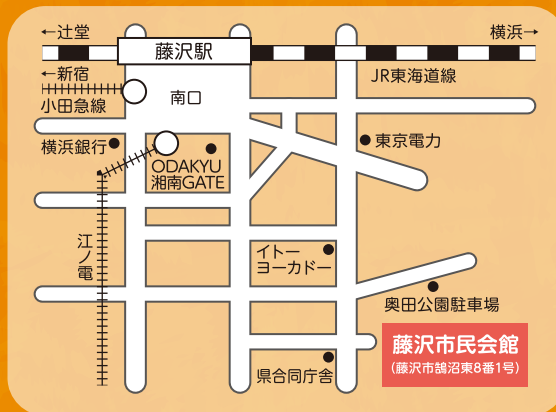 ←辻堂
横浜→
藤沢駅
←新宿
小田急線
南口
JR東海道線
横浜銀行
ODAKYU
湘南GATE
東京電力
江ノ電
イトー
ヨーカドー
奥田公園駐車場
藤沢市民会館
(藤沢市鵠沼東8番1号)
県合同庁舎